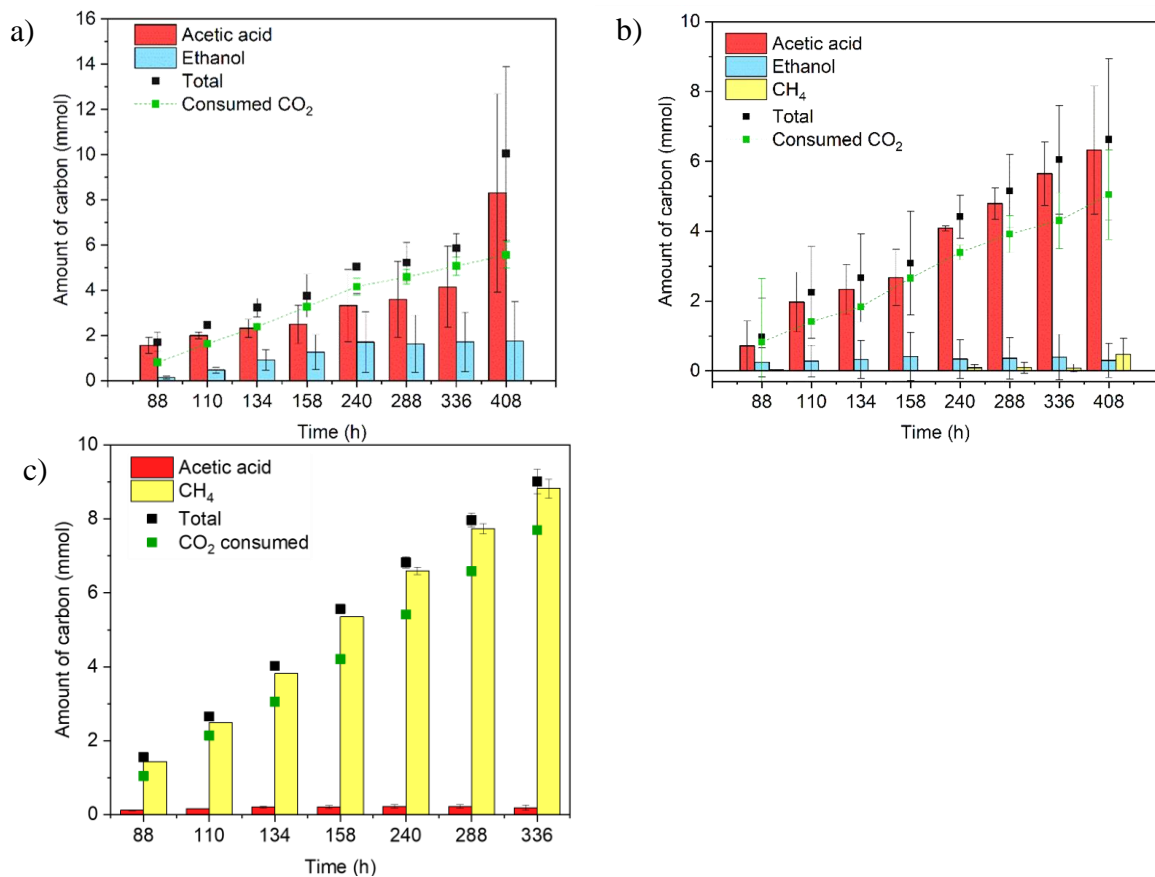 a)
16
14
12
10
8
6
4
2
0
Amount of carbon (mmol)
Acetic acid
Ethanol
Total
Consumed CO₂
88 110 134 158 240 288 336 408
Time (h)
b)
10
8
6
4
2
0
Amount of carbon (mmol)
Acetic acid
Ethanol
CH₄
Total
Consumed CO₂
88 110 134 158 240 288 336 408
Time (h)
c)
10
8
6
4
2
0
Amount of carbon (mmol)
Acetic acid
CH₄
Total
CO₂ consumed
88 110 134 158 240 288 336
Time (h)